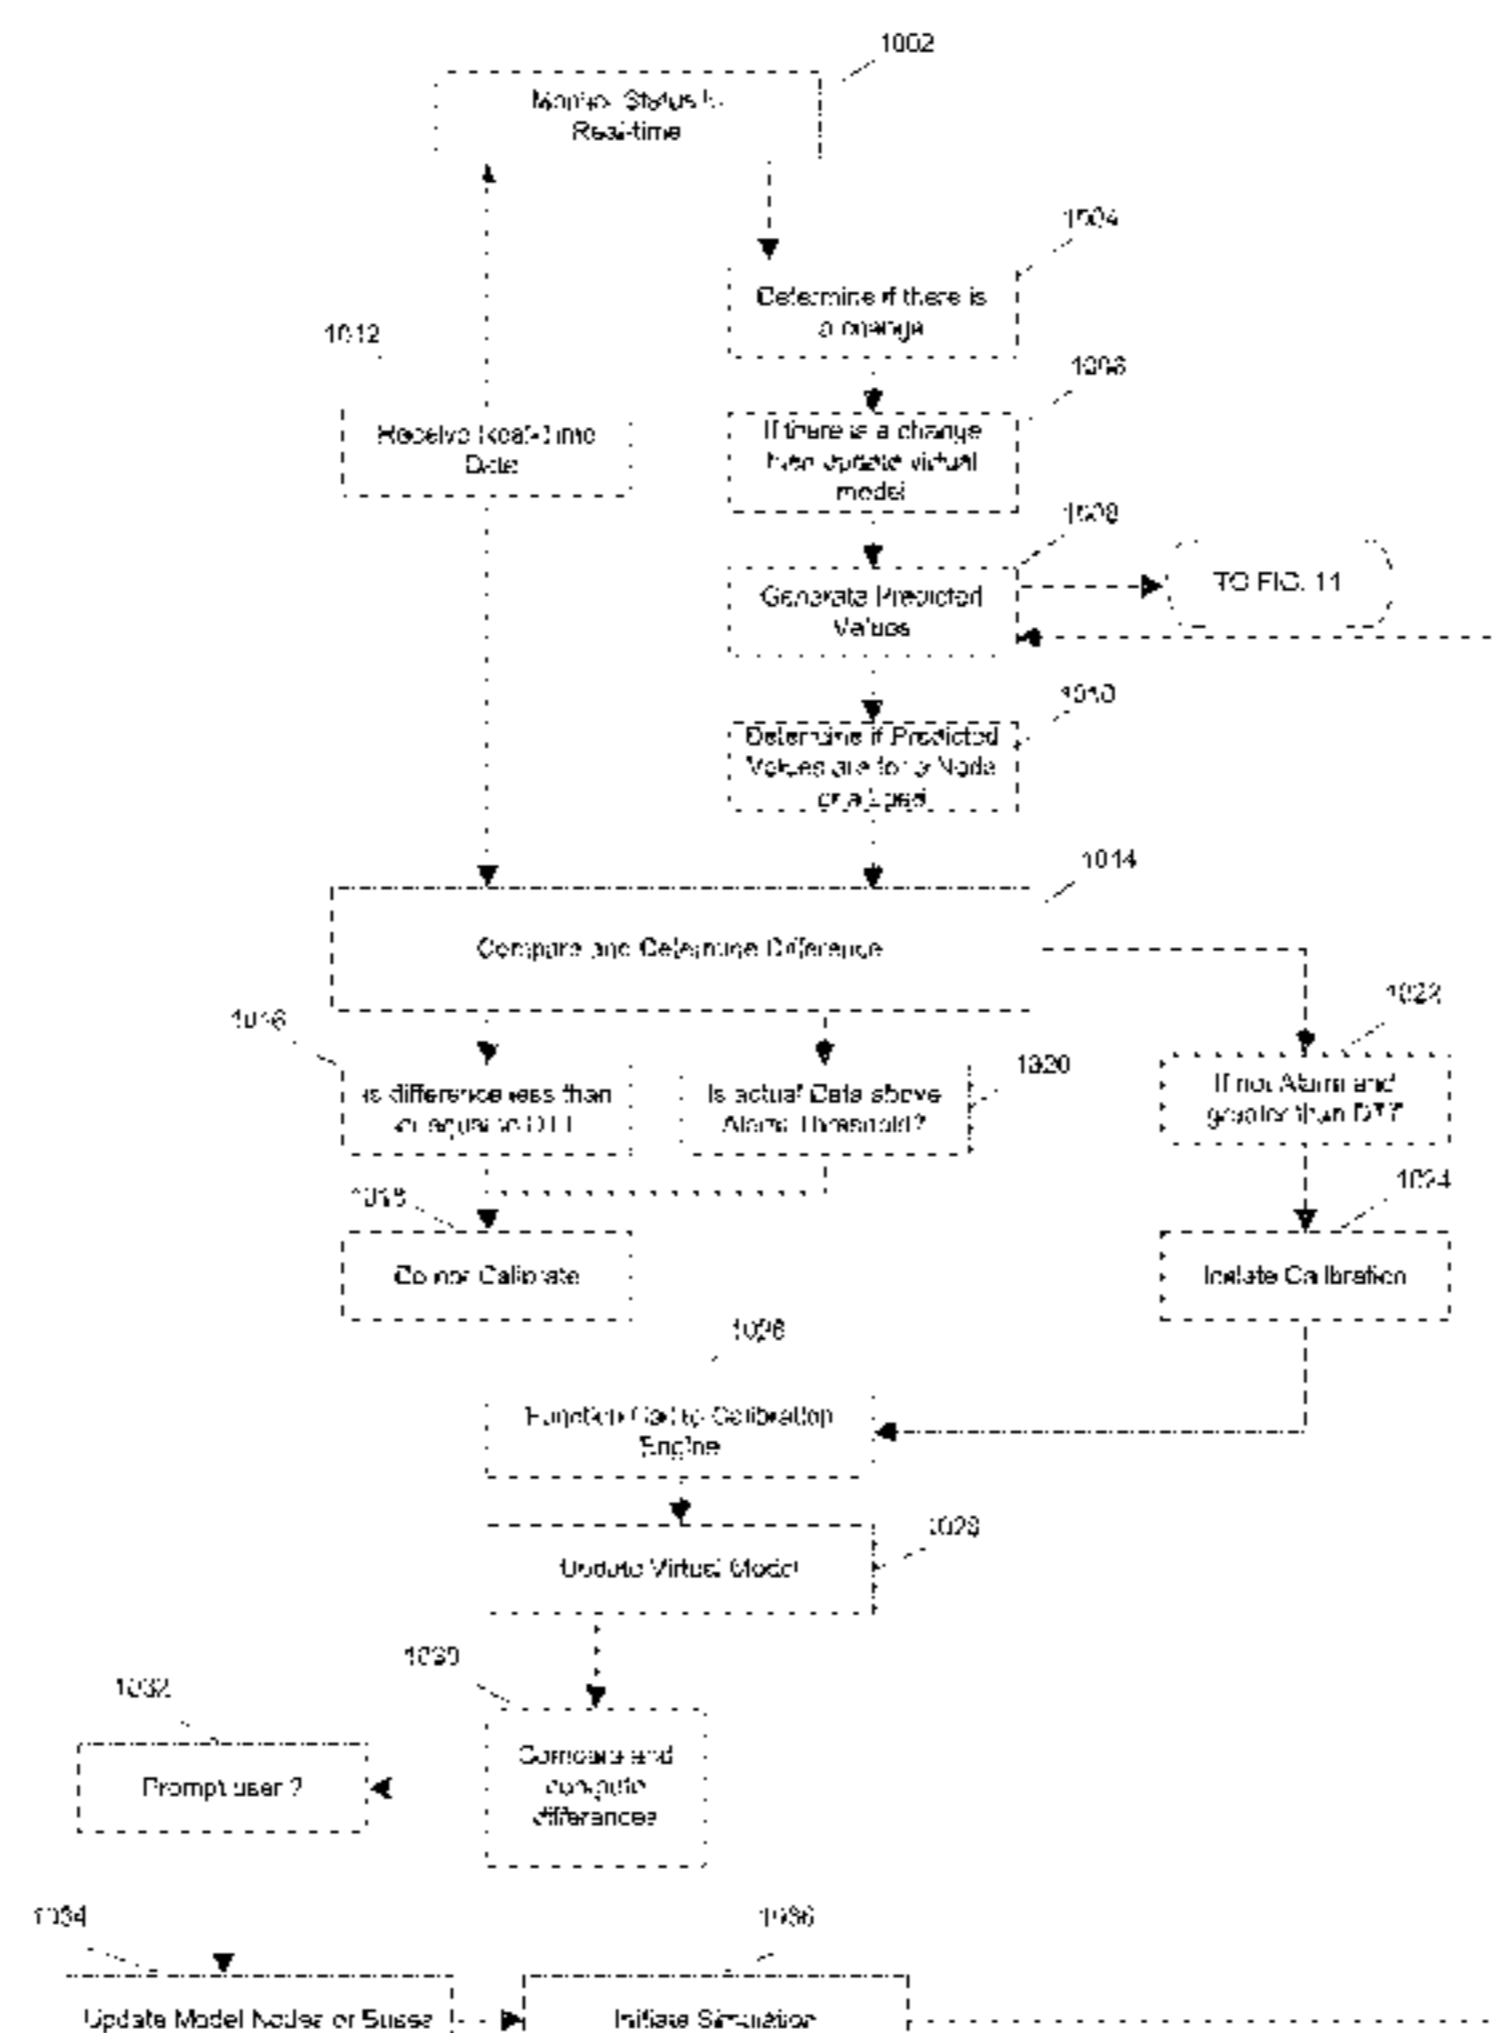 1002
Monitor Status in
Real-time
1004
Determine if there is
a change
1012
1006
Receive Real-Time
Data
If there is a change
then update virtual
model
1008
TO FIG. 11
Generate Predicted
Values
1010
Determine if Predicted
Values are for a Node
or a Load
1014
Compare and Determine Difference
1022
1016
1020
If not Alarm and
greater than DTT
is difference less than
or equal to DTT
Is actual Data above
Alarm Threshold?
1024
1018
Do not Calibrate
Initiate Calibration
1026
Function Call to Calibration
Engine
1028
Update Virtual Model
1030
1032
Compare and
compute
differences
Prompt user ?
1034
1036
Update Model Nodes or Buses
Initiate Simulation